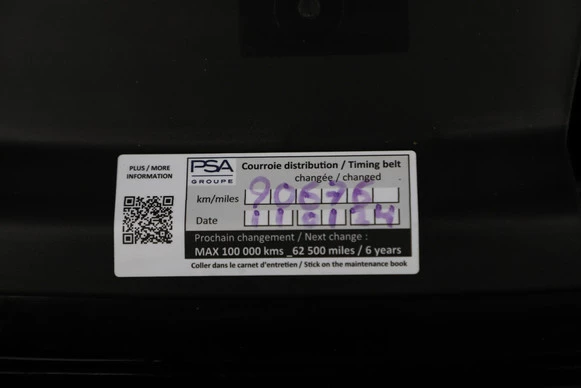 PLUS / MORE
INFORMATION
PSA
GROUPE
Courroie distribution / Timing belt
changée / changed
km/miles 90676
Date
Prochain changement / Next change :
MAX 100 000 kms _62 500 miles / 6 years
Coller dans le carnet d'entretien / Stick on the maintenance book